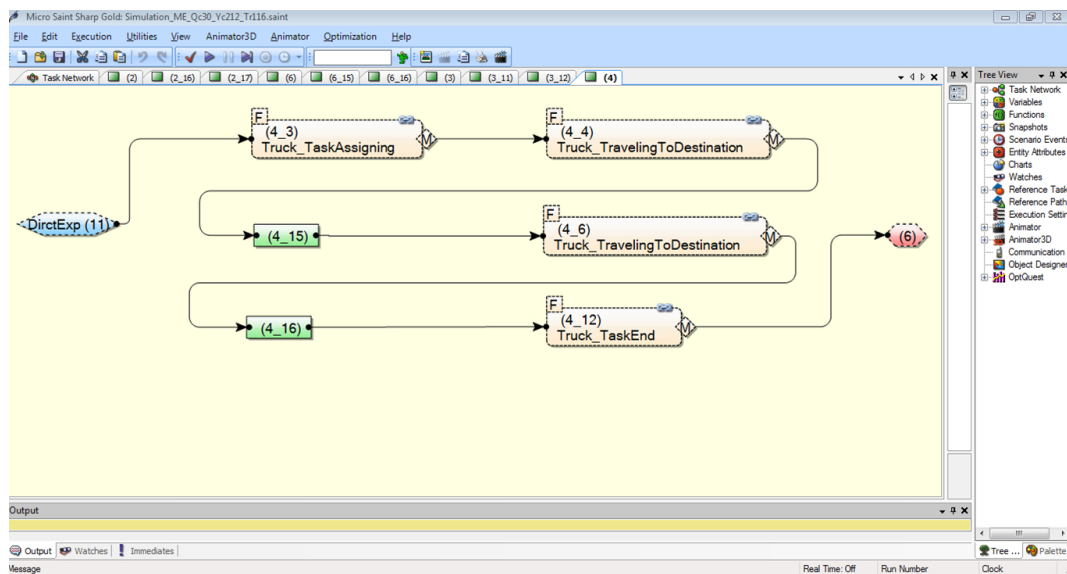 Micro Saint Sharp Gold: Simulation_ME_Qc30_Yc212_Tr116.saint
File Edit Execution Utilities View Animator3D Animator Optimization Help
Task Network (2) (2_16) (2_17) (6) (6_15) (6_16) (3) (3_11) (3_12) (4)
Tree View
F
(4_3)
Truck_TaskAssigning
M
F
(4_4)
Truck_TravelingToDestination
M
DirctExp (11)
(4_15)
F
(4_6)
Truck_TravelingToDestination
M
(6)
(4_16)
F
(4_12)
Truck_TaskEnd
M
Task Network
Variables
Functions
Snapshots
Scenario Events
Entity Attributes
Charts
Watches
Reference Task
Reference Path
Execution Settin
Animator
Animator3D
Communication
Object Designer
OptQuest
Output
Output Watches Immediates
Tree ... Palette
Message Real Time: Off Run Number Clock